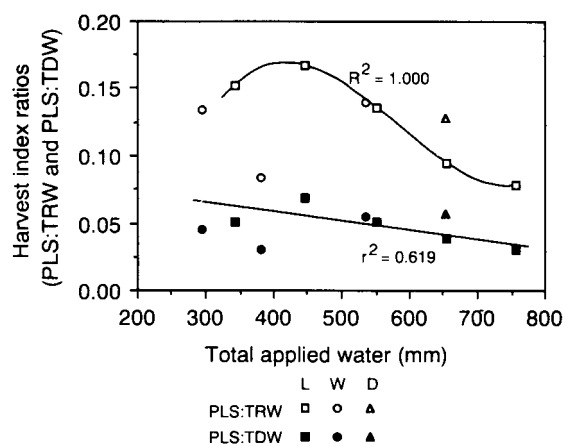 Harvest index ratios
(PLS:TRW and PLS:TDW)
0.20
0.15
0.10
0.05
0.00
R² = 1.000
r² = 0.619
200 300 400 500 600 700 800
Total applied water (mm)
L W D
PLS:TRW
PLS:TDW